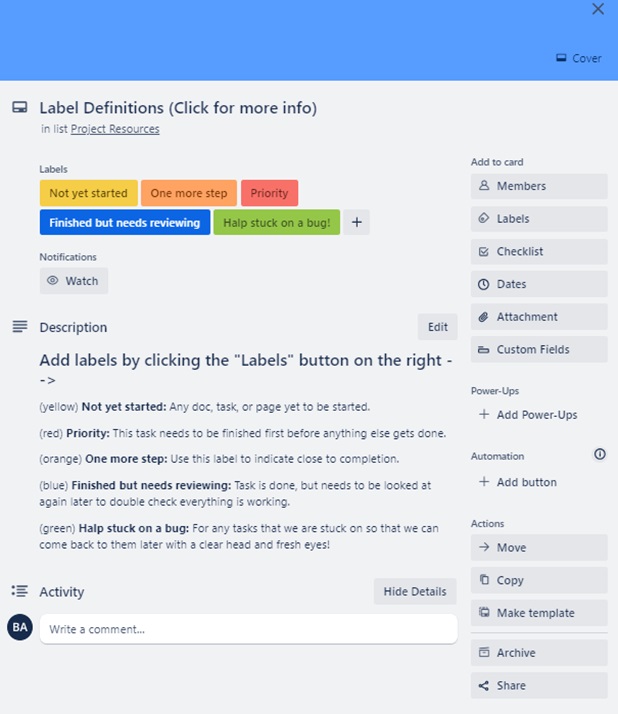 Cover
Label Definitions (Click for more info)
in list Project Resources
Labels
Not yet started One more step Priority
Finished but needs reviewing Halp stuck on a bug! +
Notifications
Watch
Description Edit
Add labels by clicking the "Labels" button on the right -
->
(yellow) Not yet started: Any doc, task, or page yet to be started.
(red) Priority: This task needs to be finished first before anything else gets done.
(orange) One more step: Use this label to indicate close to completion.
(blue) Finished but needs reviewing: Task is done, but needs to be looked at
again later to double check everything is working.
(green) Halp stuck on a bug: For any tasks that we are stuck on so that we can
come back to them later with a clear head and fresh eyes!
Activity Hide Details
BA Write a comment...
Add to card
Members
Labels
Checklist
Dates
Attachment
Custom Fields
Power-Ups
+ Add Power-Ups
Automation
+ Add button
Actions
Move
Copy
Make template
Archive
Share